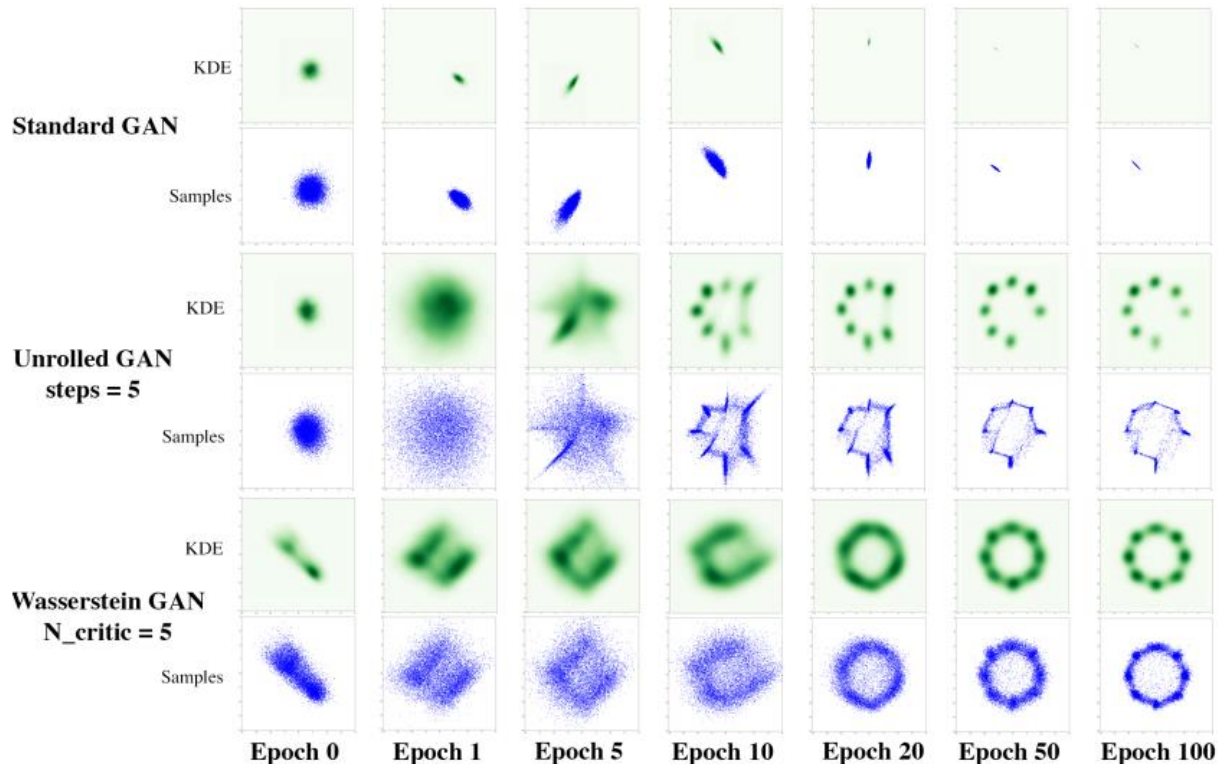 KDE
Standard GAN
Samples
KDE
Unrolled GAN
steps = 5
Samples
KDE
Wasserstein GAN
N_critic = 5
Samples
Epoch 0 Epoch 1 Epoch 5 Epoch 10 Epoch 20 Epoch 50 Epoch 100